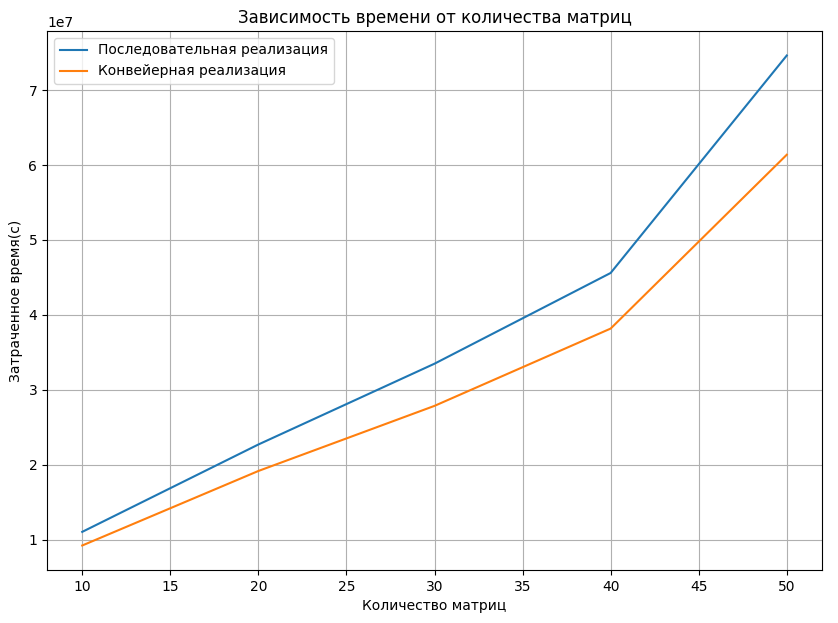 Зависимость времени от количества матриц
1e7
Последовательная реализация
Конвейерная реализация
7
6
5
4
3
2
1
Затраченное время(с)
10 15 20 25 30 35 40 45 50
Количество матриц